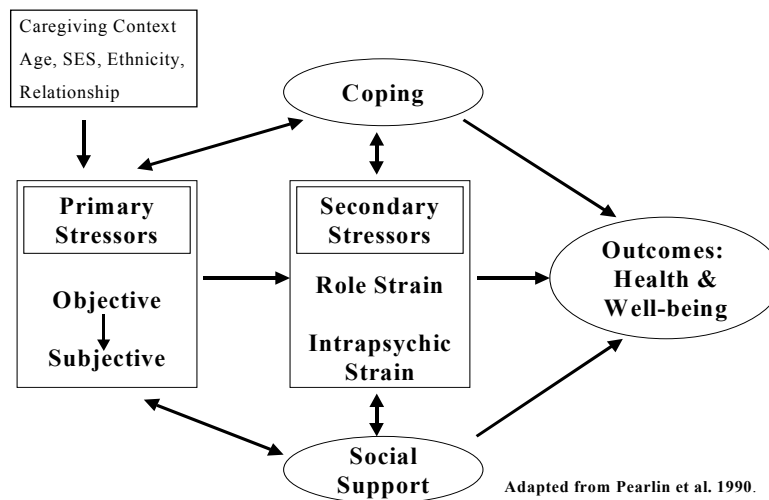 Caregiving Context
Age, SES, Ethnicity,
Relationship
Coping
Primary
Stressors
Objective
Subjective
Secondary
Stressors
Role Strain
Intrapsychic
Strain
Outcomes:
Health &
Well-being
Social
Support
Adapted from Pearlin et al. 1990.